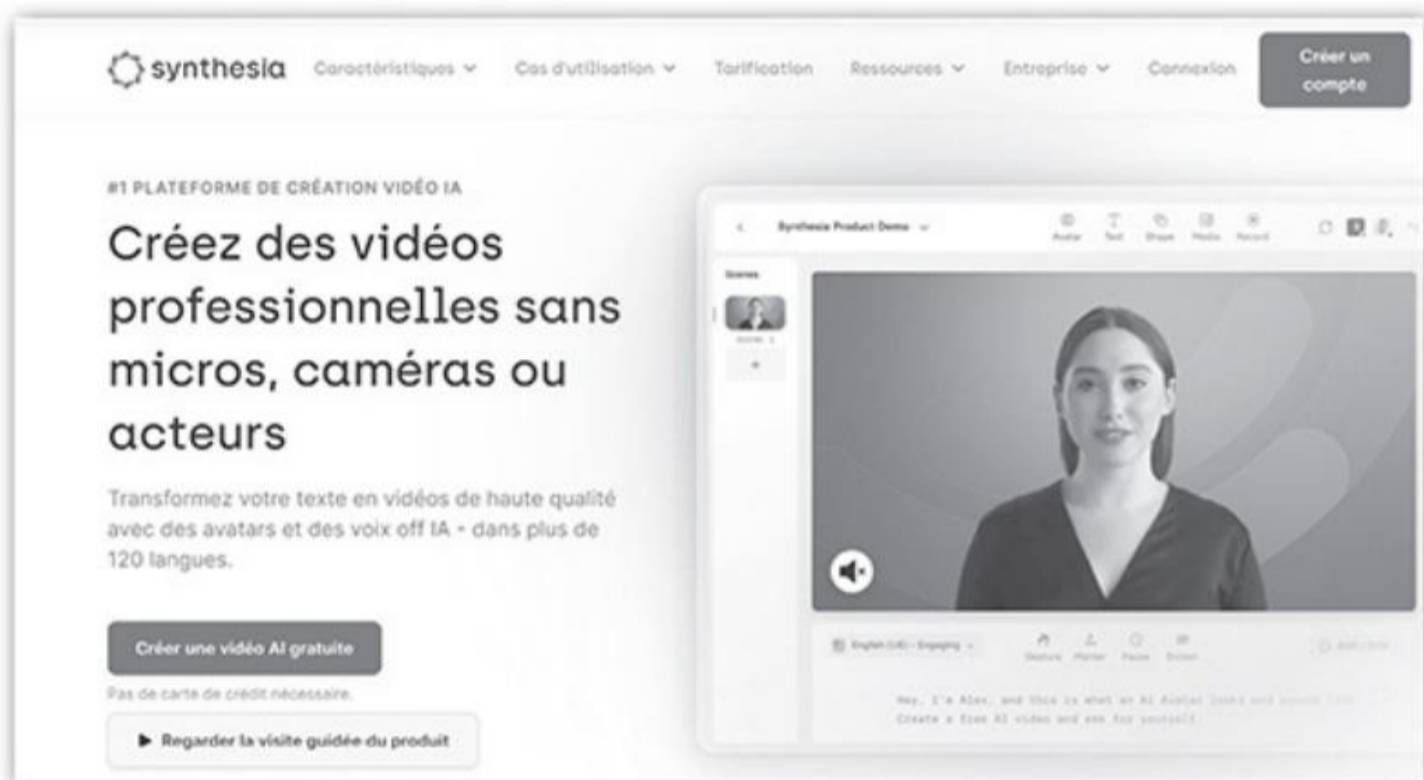 synthesia Caractéristiques Cas d'utilisation Tarification Ressources Entreprise Connexion Créer un
compte
#1 PLATEFORME DE CRÉATION VIDÉO IA
Créez des vidéos
professionnelles sans
micros, caméras ou
acteurs
Transformez votre texte en vidéos de haute qualité
avec des avatars et des voix off IA - dans plus de
120 langues.
Créer une vidéo AI gratuite
Pas de carte de crédit nécessaire.
Regarder la visite guidée du produit
Synthesia Product Demo
Avatar Text Shape Media Record
Scenes
English (US) - Engaging
Gesture Marker Pause Diction
Hey, I'm Alex, and this is what an AI Avatar looks and sounds
Create a free AI video and see for yourself